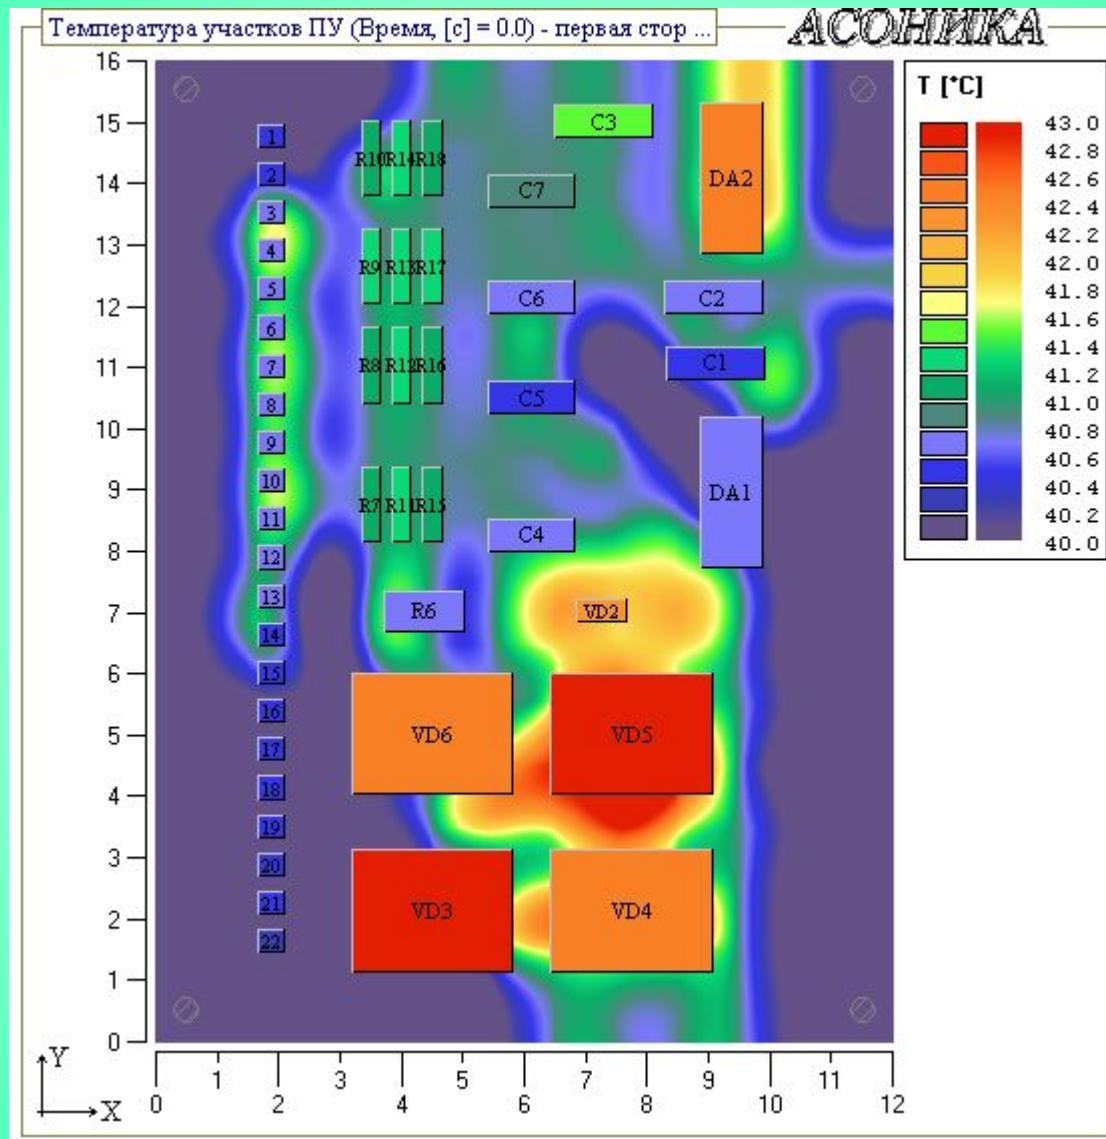 Температура участков ПУ (Время, [с] = 0.0) - первая стор ...
АСОНИКА
T [°C]
43.0
42.8
42.6
42.4
42.2
42.0
41.8
41.6
41.4
41.2
41.0
40.8
40.6
40.4
40.2
40.0
16
15
14
13
12
11
10
9
8
7
6
5
4
3
2
1
0
1
2
3
4
5
6
7
8
9
10
11
12
13
14
15
16
17
18
19
20
21
22
R10 R14 R18
R9 R13 R17
R8 R12 R16
R7 R11 R15
R6
C3
C7
C6
C2
C1
C5
C4
DA2
DA1
VD2
VD6
VD5
VD3
VD4
Y
X
0 1 2 3 4 5 6 7 8 9 10 11 12